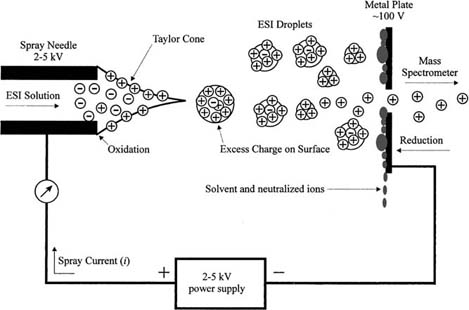 Metal Plate
~100 V
ESI Droplets
Spray Needle
2-5 kV
Taylor Cone
Mass
Spectrometer
ESI Solution
Oxidation
Excess Charge on Surface
Reduction
Solvent and neutralized ions
Spray Current (i)
+
2-5 kV
power supply
−